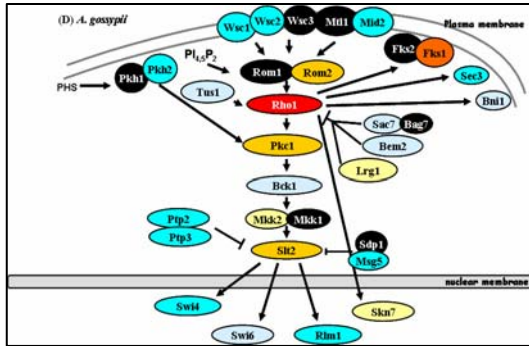 (D) A. gossypii
Wsc1 Wsc2 Wsc3 Mtl1 Mid2
Plasma membrane
Fks2 Fks1
Pkh1 Pkh2
PI4,5P2
Rom1 Rom2
PHS
Sec3
Tus1
Rho1
Bni1
Sac7 Bag7
Pkc1
Bem2
Lrg1
Bck1
Mkk2 Mkk1
Ptp2
Ptp3
Slt2
Sdp1
Msg5
nuclear membrane
Swi4
Skn7
Swi6
Rlm1